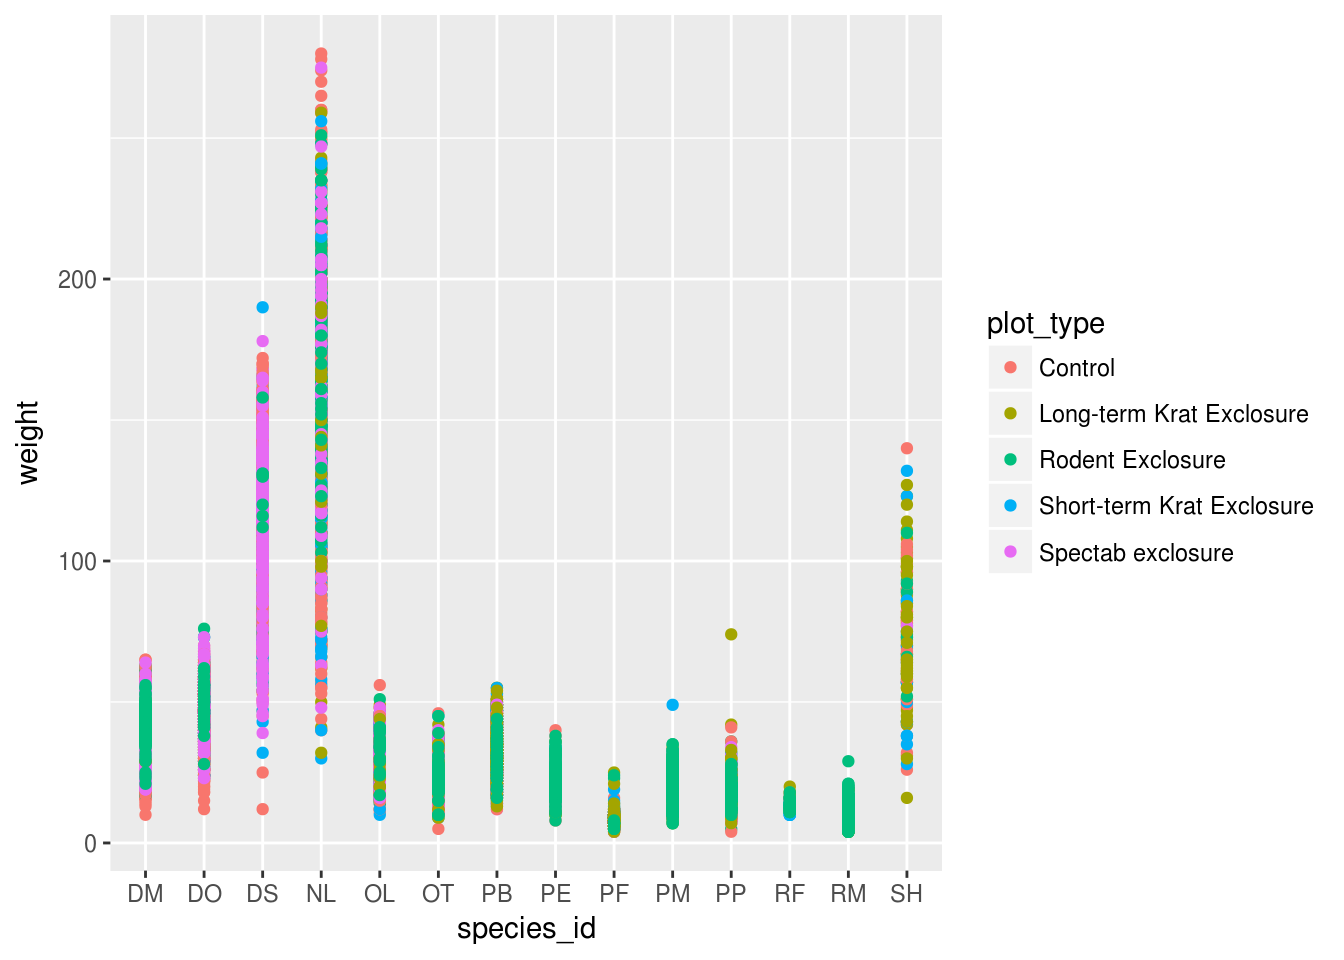 weight
200
100
0
DM DO DS NL OL OT PB PE PF PM PP RF RM SH
species_id
plot_type
Control
Long-term Krat Exclosure
Rodent Exclosure
Short-term Krat Exclosure
Spectab exclosure